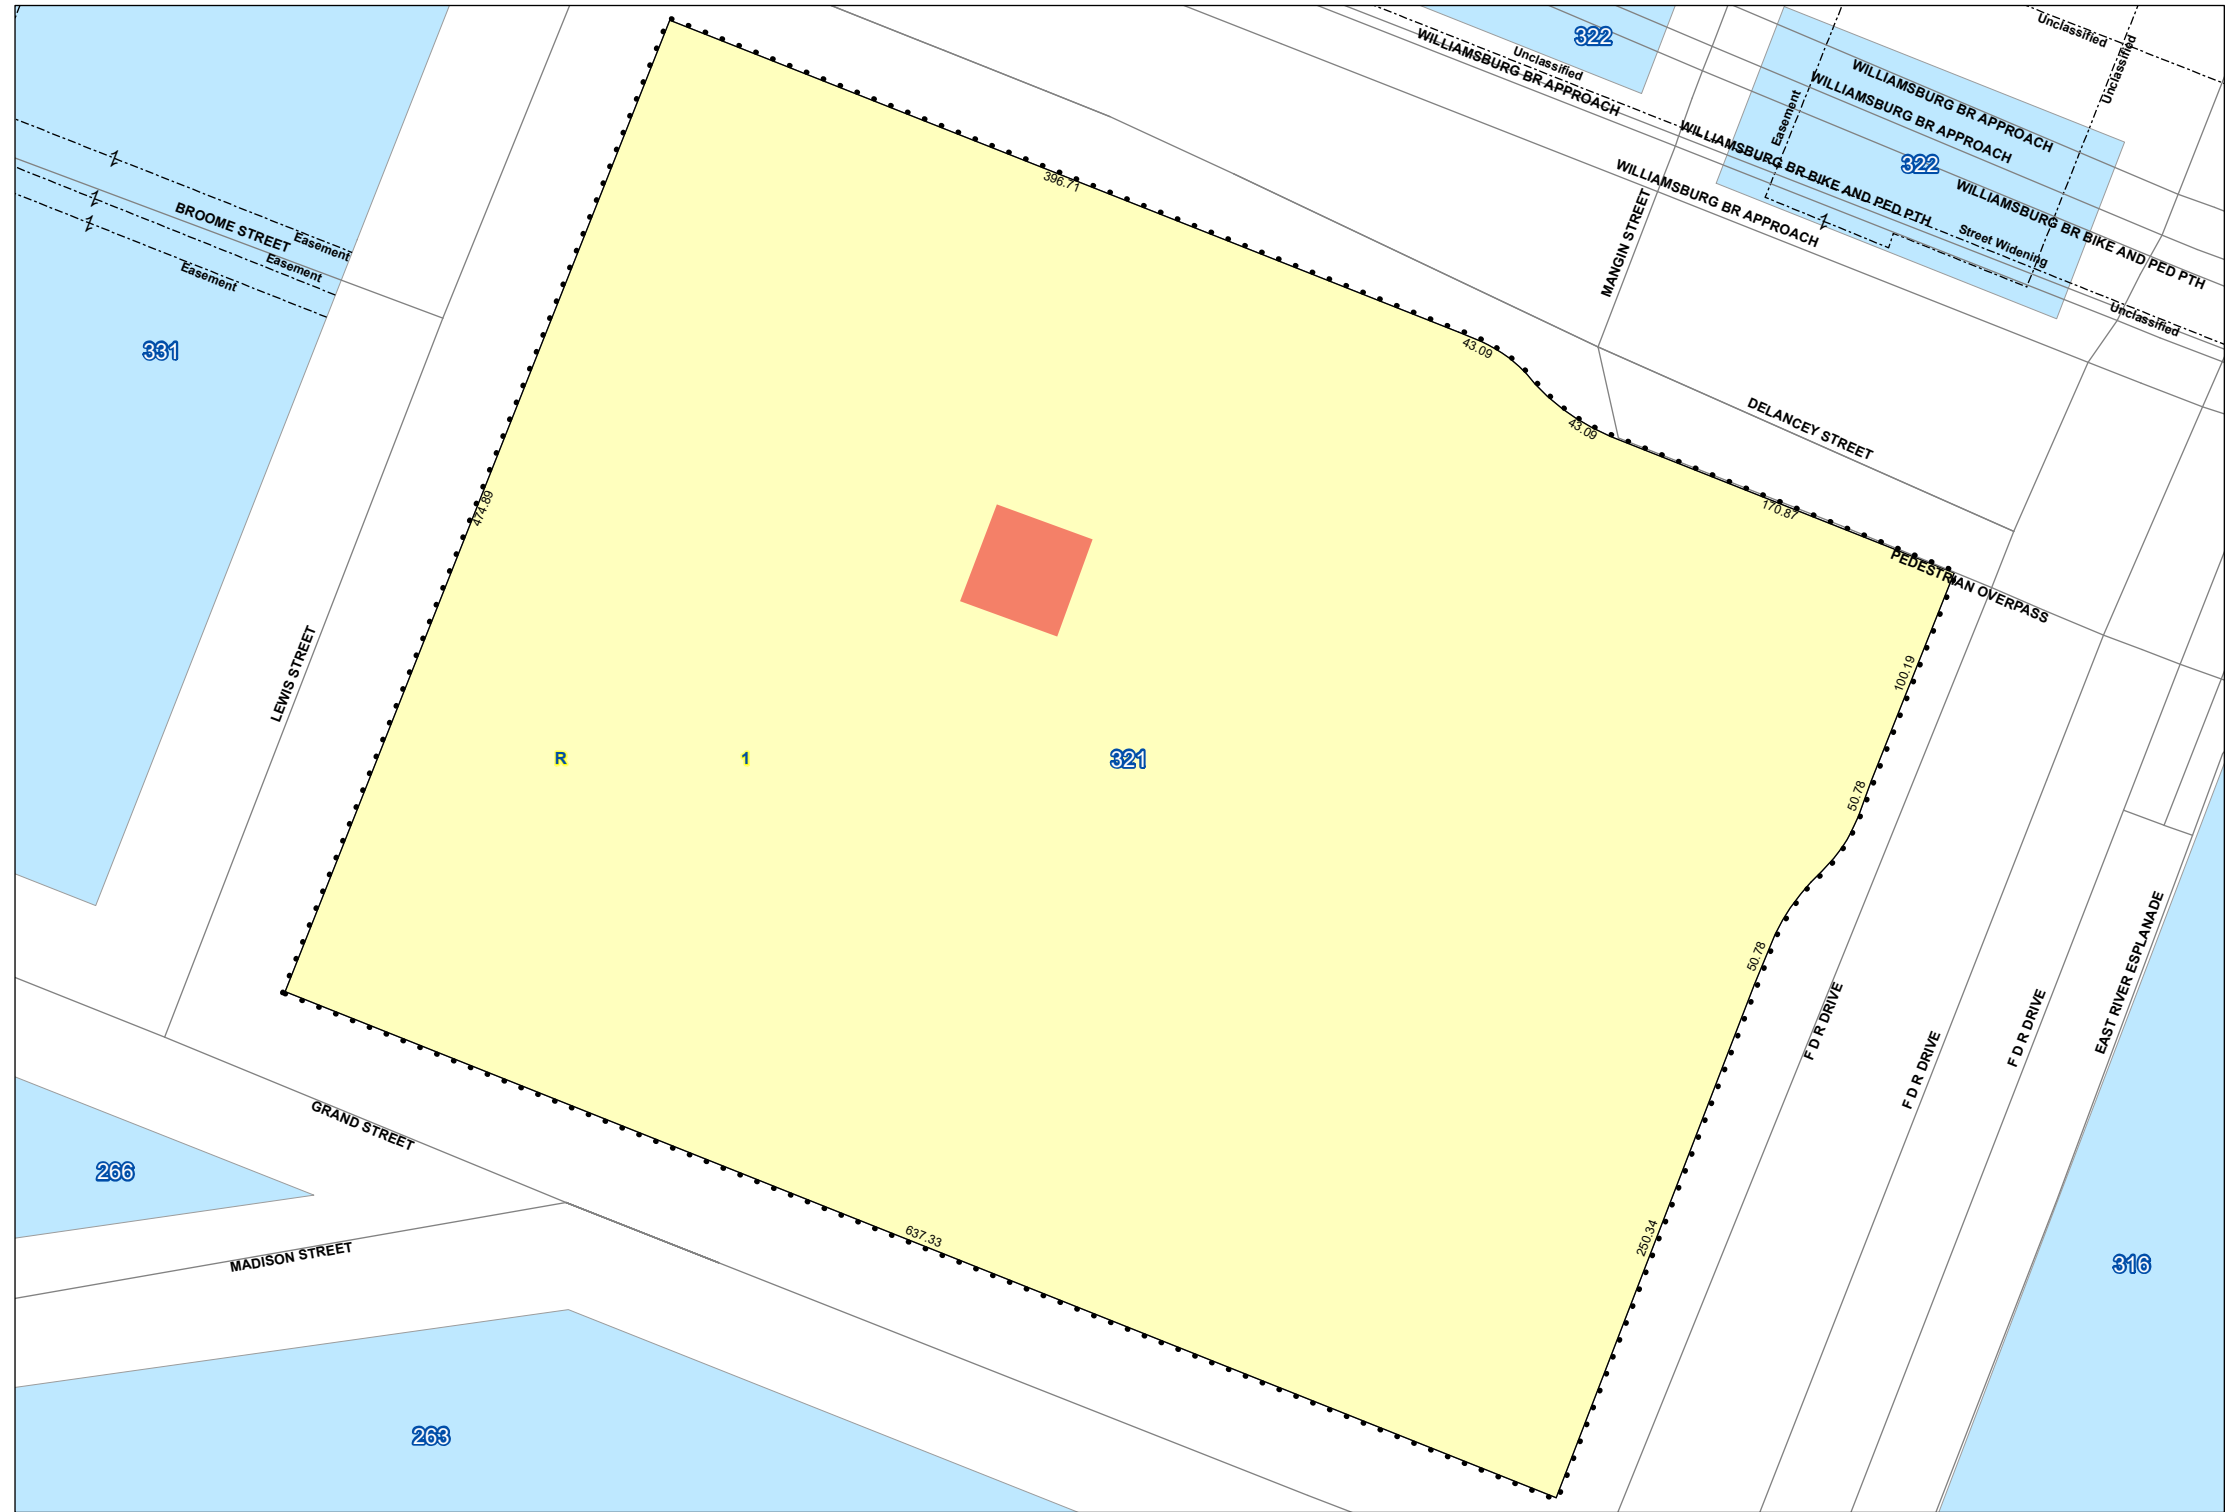 Unclassified
322
WILLIAMSBURG BR APPROACH
Unclassified
Unclassified
WILLIAMSBURG BR APPROACH
WILLIAMSBURG BR APPROACH
Easement
322
WILLIAMSBURG BR BIKE AND PED PTH
WILLIAMSBURG BR APPROACH
WILLIAMSBURG BR BIKE AND PED PTH
Street Widening
Unclassified
MANGIN STREET
396.71
BROOME STREET
Easement
Easement
Easement
331
43.09
43.09
DELANCEY STREET
170.87
474.89
PEDESTRIAN OVERPASS
LEWIS STREET
100.19
R
1
321
50.78
50.78
F D R DRIVE
F D R DRIVE
F D R DRIVE
EAST RIVER ESPLANADE
GRAND STREET
266
637.33
250.34
MADISON STREET
316
263